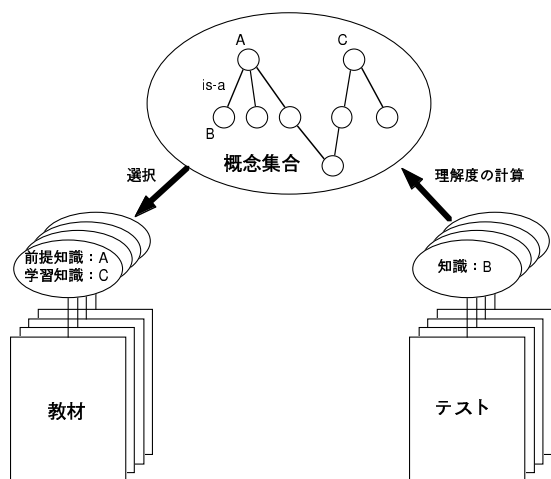 A
C
is-a
B
概念集合
選択
理解度の計算
前提知識：A
学習知識：C
知識：B
教材
テスト